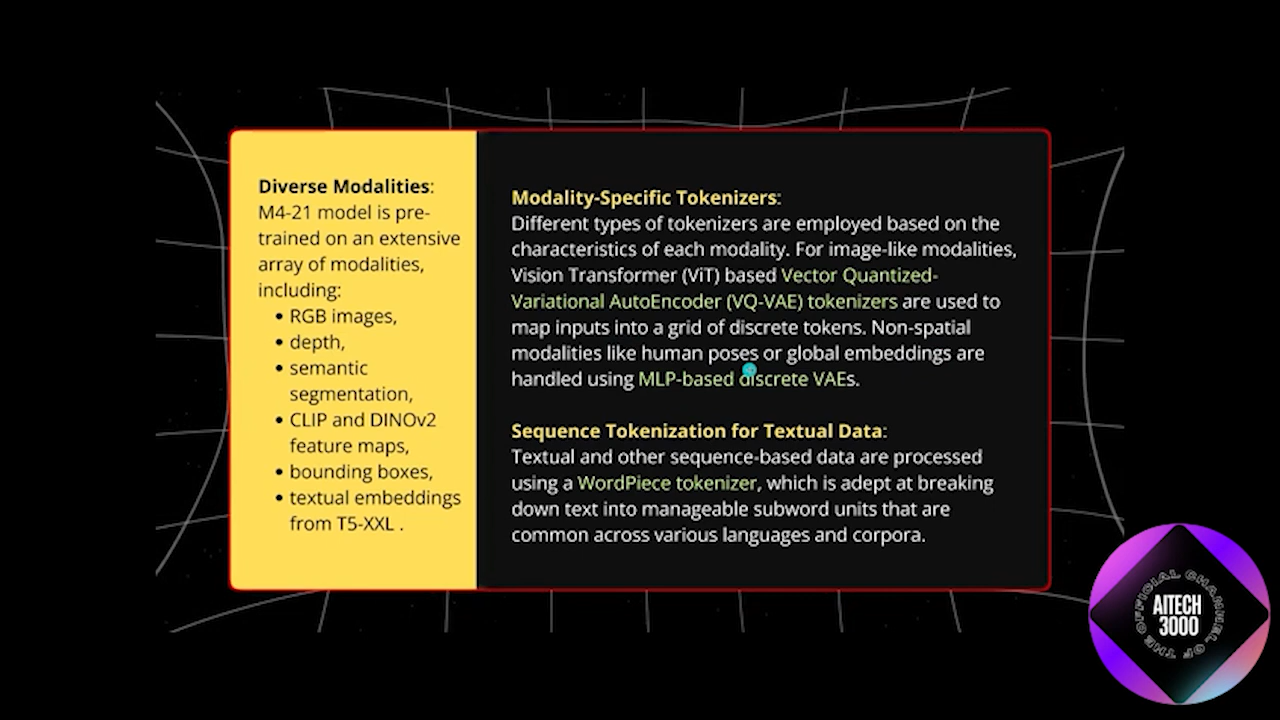 Diverse Modalities:
M4-21 model is pre-
trained on an extensive
array of modalities,
including:
• RGB images,
• depth,
• semantic
segmentation,
• CLIP and DINOv2
feature maps,
• bounding boxes,
• textual embeddings
from T5-XXL .
Modality-Specific Tokenizers:
Different types of tokenizers are employed based on the
characteristics of each modality. For image-like modalities,
Vision Transformer (ViT) based Vector Quantized-
Variational AutoEncoder (VQ-VAE) tokenizers are used to
map inputs into a grid of discrete tokens. Non-spatial
modalities like human poses or global embeddings are
handled using MLP-based discrete VAEs.
Sequence Tokenization for Textual Data:
Textual and other sequence-based data are processed
using a WordPiece tokenizer, which is adept at breaking
down text into manageable subword units that are
common across various languages and corpora.
THE OFFICIAL CHANNEL OF
AITECH
3000